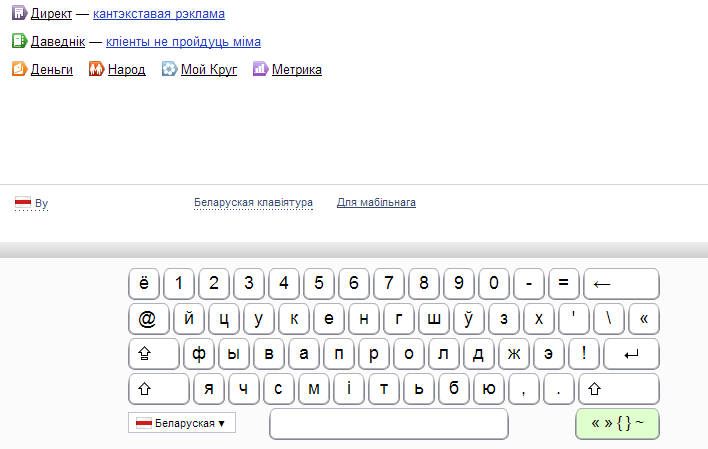 Директ — кантэкставая рэклама
Даведнік — кліенты не пройдуць міма
Деньги Народ Мой Круг Метрика
By Беларуская клавіятура Для мабільнага
ё 1 2 3 4 5 6 7 8 9 0 - = ←
@ й ц у к е н г ш ў з х ' \ «
ф ы в а п р о л д ж э !
я ч с м і т ь б ю , .
Беларуская ▾ « » { } ~